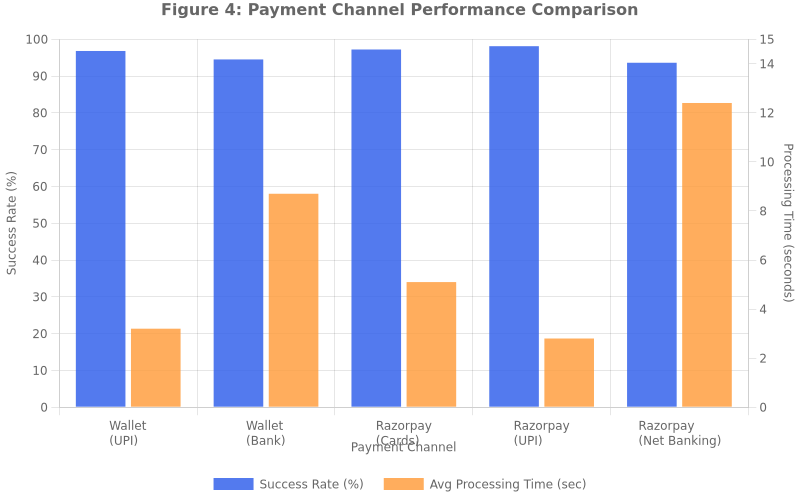 Figure 4: Payment Channel Performance Comparison
100
90
80
70
60
50
40
30
20
10
0
Success Rate (%)
15
14
12
10
8
6
4
2
0
Processing Time (seconds)
Wallet
(UPI)
Wallet
(Bank)
Razorpay
(Cards)
Razorpay
(UPI)
Razorpay
(Net Banking)
Payment Channel
Success Rate (%)
Avg Processing Time (sec)